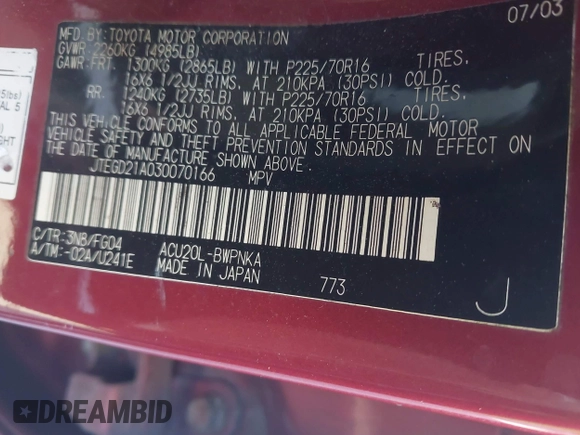 07/03
MFD.BY:TOYOTA MOTOR CORPORATION
GVWR 2260KG (4985LB)
GAWR:FRT. 1300KG (2865LB) WITH P225/70R16 TIRES,
16X6 1/2JJ RIMS, AT 210KPA (30PSI) COLD.
RR. 1240KG (2735LB) WITH P225/70R16 TIRES,
16X6 1/2JJ RIMS, AT 210KPA (30PSI) COLD.
THIS VEHICLE CONFORMS TO ALL APPLICABLE FEDERAL MOTOR
VEHICLE SAFETY AND THEFT PREVENTION STANDARDS IN EFFECT ON
THE DATE OF MANUFACTURE SHOWN ABOVE.
JTEGD21A030070166 MPV
C/TR:3N8/FG04
A/TM:-02A/U241E
ACU20L-BWPNKA
MADE IN JAPAN
773
J
DREAMBID